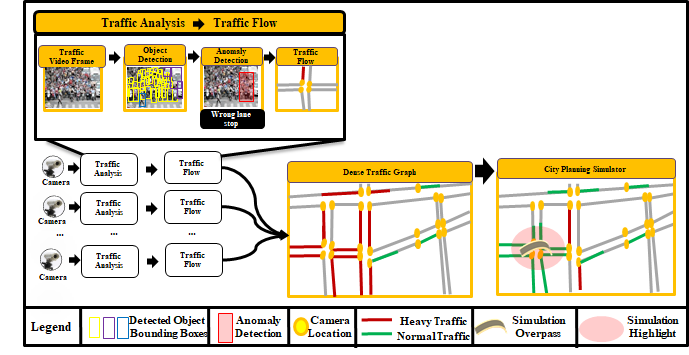 Traffic Analysis Traffic Flow
Traffic
Video Frame
Object
Detection
Anomaly
Detection
Traffic
Flow
Wrong lane
stop
Camera
Traffic
Analysis
Traffic
Flow
Camera
Traffic
Analysis
Traffic
Flow
... ... ...
Camera
Traffic
Analysis
Traffic
Flow
Dense Traffic Graph
City Planning Simulator
Legend
Detected Object
Bounding Boxes
Anomaly
Detection
Camera
Location
Heavy Traffic
Normal Traffic
Simulation
Overpass
Simulation
Highlight